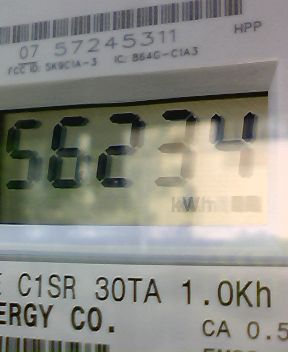 07 57245311 HPP
FCC ID: SK9C1A-3 IC: 864G-C1A3
56234
kWh
C1SR 30TA 1.0Kh
ERGY CO.
CA 0.5